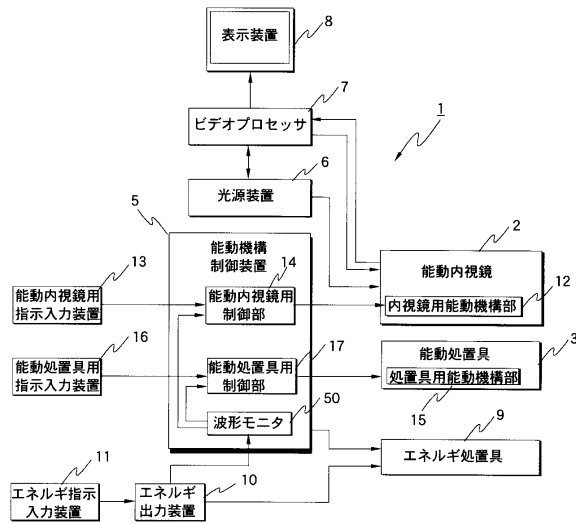 8
表示装置
7
ビデオプロセッサ
1
6
光源装置
5
能動機構
制御装置
2
能動内視鏡
12
内視鏡用能動機構部
13
能動内視鏡用
指示入力装置
14
能動内視鏡用
制御部
16
能動処置具用
指示入力装置
17
能動処置具用
制御部
3
能動処置具
処置具用能動機構部
15
50
波形モニタ
9
エネルギ処置具
11
エネルギ指示
入力装置
10
エネルギ
出力装置